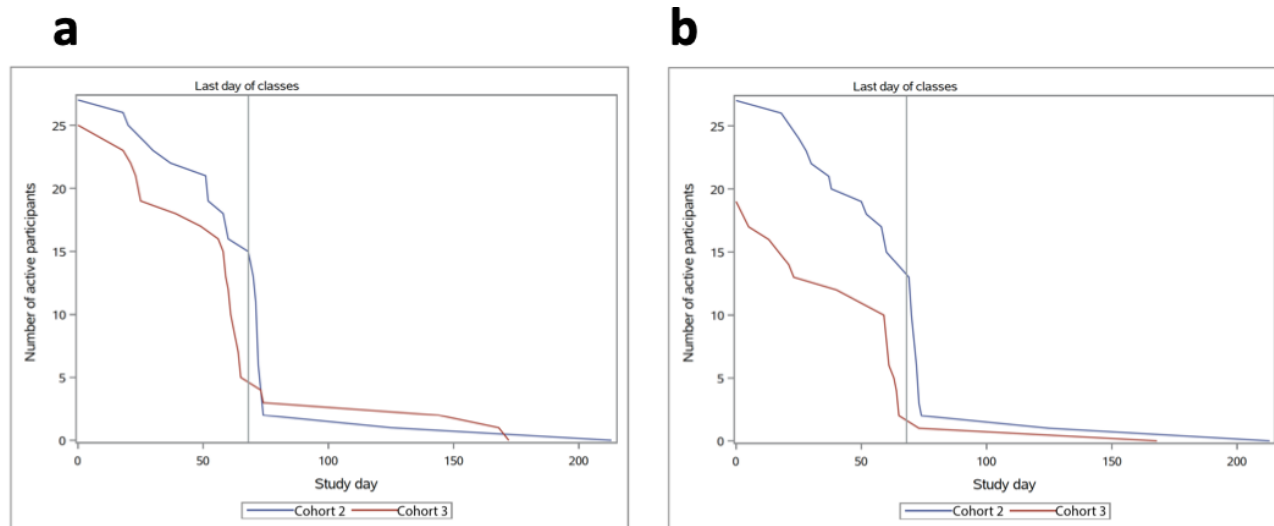 a
Last day of classes
Number of active participants
25
20
15
10
5
0
0 50 100 150 200
Study day
Cohort 2 Cohort 3
b
Last day of classes
Number of active participants
25
20
15
10
5
0
0 50 100 150 200
Study day
Cohort 2 Cohort 3